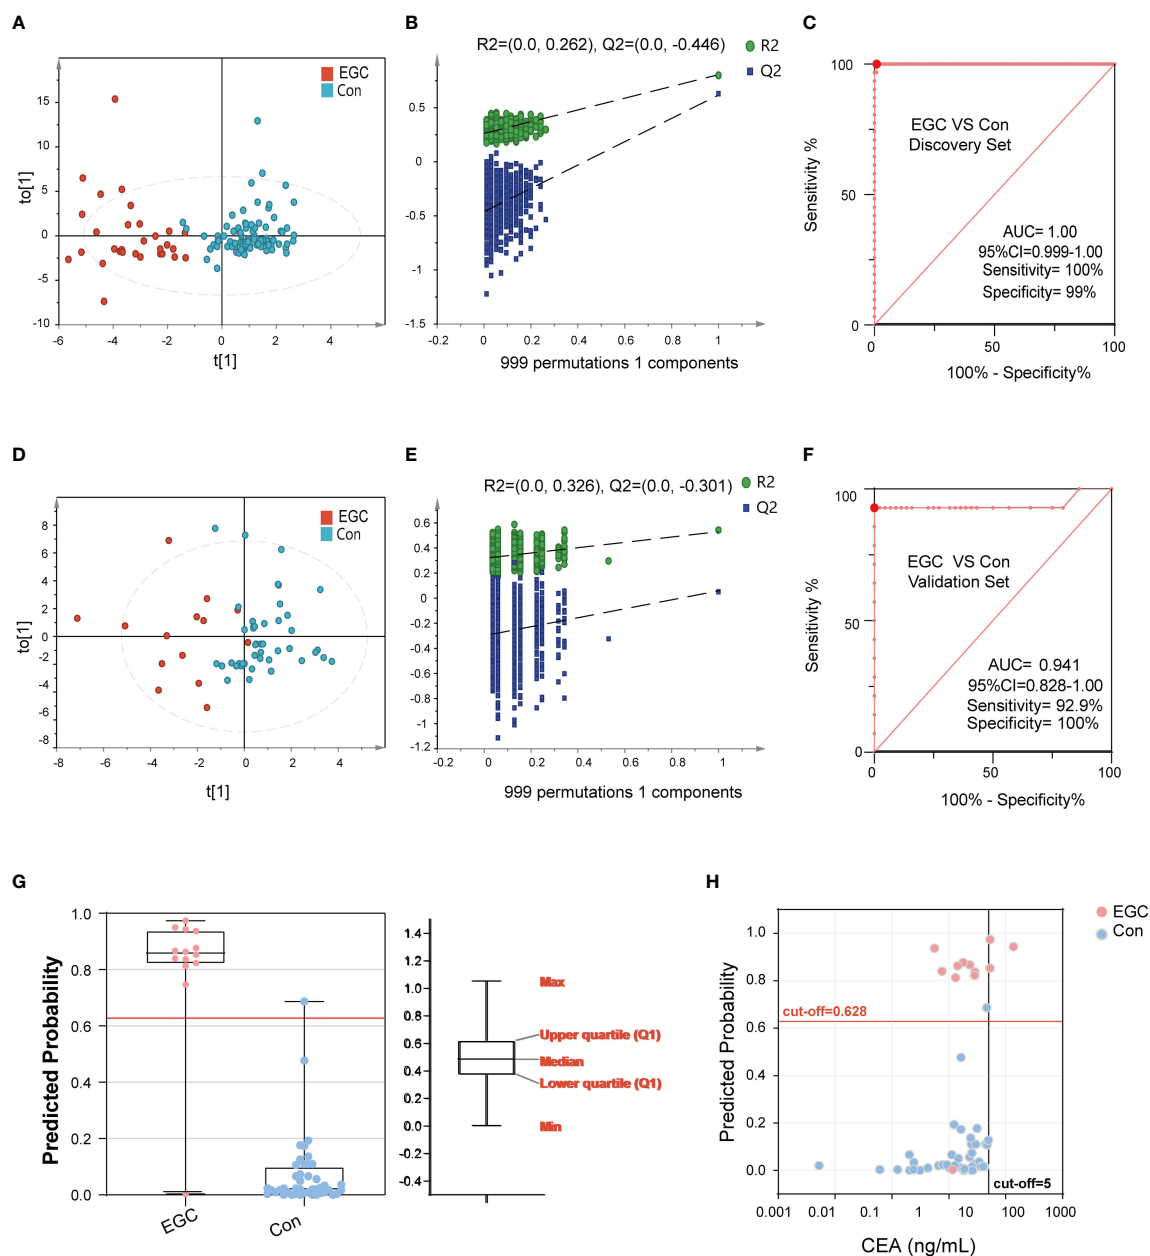 A
EGC
Con
15
10
5
0
-5
-10
-6
-4
-2
0
2
4
6
to[1]
t[1]
B
R2=(0.0, 0.262), Q2=(0.0, -0.446)
R2
Q2
0.5
0
-0.5
-1
-1.5
-0.2
0
0.2
0.4
0.6
0.8
1
999 permutations 1 components
C
100
50
0
Sensitivity %
EGC VS Con
Discovery Set
AUC= 1.00
95%CI=0.999-1.00
Sensitivity= 100%
Specificity= 99%
0
50
100
100% - Specificity%
D
EGC
Con
8
6
4
2
0
-2
-4
-6
-8
-8
-6
-4
-2
0
2
4
to[1]
t[1]
E
R2=(0.0, 0.326), Q2=(0.0, -0.301)
R2
Q2
0.6
0.4
0.2
0
-0.2
-0.4
-0.6
-0.8
-1
-1.2
-0.2
0
0.2
0.4
0.6
0.8
1
999 permutations 1 components
F
100
50
0
Sensitivity %
EGC VS Con
Validation Set
AUC= 0.941
95%CI=0.828-1.00
Sensitivity= 92.9%
Specificity= 100%
0
50
100
100% - Specificity%
G
1.0
0.8
0.6
0.4
0.2
0.0
Predicted Probability
EGC
Con
1.4
1.2
1.0
0.8
0.6
0.4
0.2
0.0
-0.2
-0.4
Max
Upper quartile (Q1)
Median
Lower quartile (Q1)
Min
H
EGC
Con
1.0
0.8
0.6
0.4
0.2
0.0
Predicted Probability
cut-off=0.628
cut-off=5
0.001
0.01
0.1
1
10
100
1000
CEA (ng/mL)